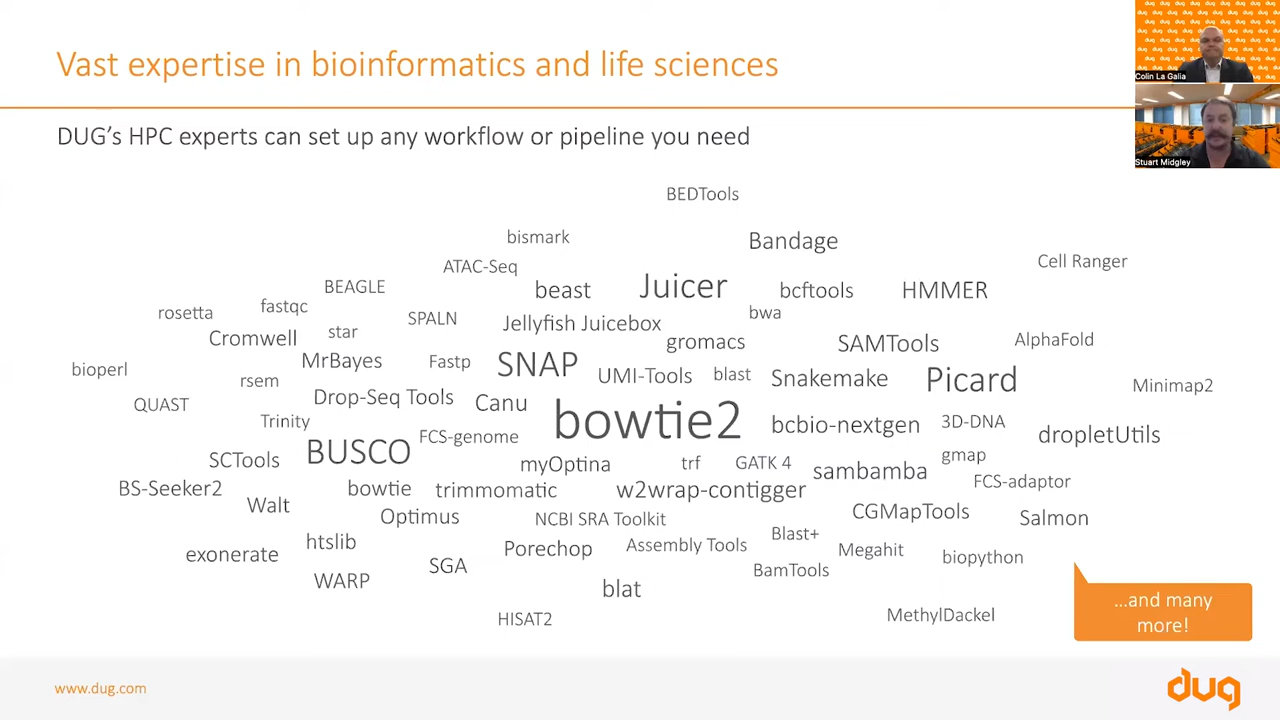 Vast expertise in bioinformatics and life sciences
Colin La Galia
DUG's HPC experts can set up any workflow or pipeline you need
Stuart Midgley
BEDTools
bismark
Bandage
ATAC-Seq
Cell Ranger
BEAGLE
beast
Juicer
bcftools
HMMER
rosetta
fastqc
SPALN
Jellyfish Juicebox
bwa
Cromwell
star
gromacs
SAMTools
AlphaFold
MrBayes
Fastp
SNAP
bioperl
rsem
UMI-Tools
blast
Snakemake
Picard
Minimap2
QUAST
Drop-Seq Tools
Canu
Trinity
FCS-genome
bowtie2
bcbio-nextgen
3D-DNA
dropletUtils
SCTools
BUSCO
myOptina
trf
GATK 4
sambamba
gmap
BS-Seeker2
bowtie
trimmomatic
w2wrap-contigger
FCS-adaptor
Walt
Optimus
NCBI SRA Toolkit
CGMapTools
Salmon
exonerate
htslib
Porechop
Assembly Tools
Blast+
Megahit
biopython
WARP
SGA
blat
BamTools
HISAT2
MethylDackel
...and many
more!
www.dug.com
dug